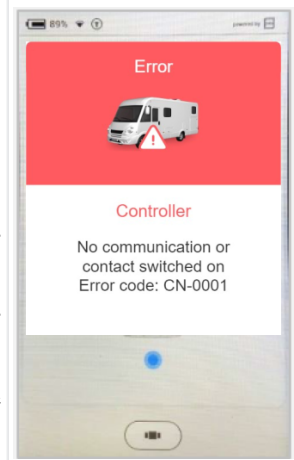 89%
powered by
Error
Controller
No communication or
contact switched on
Error code: CN-0001